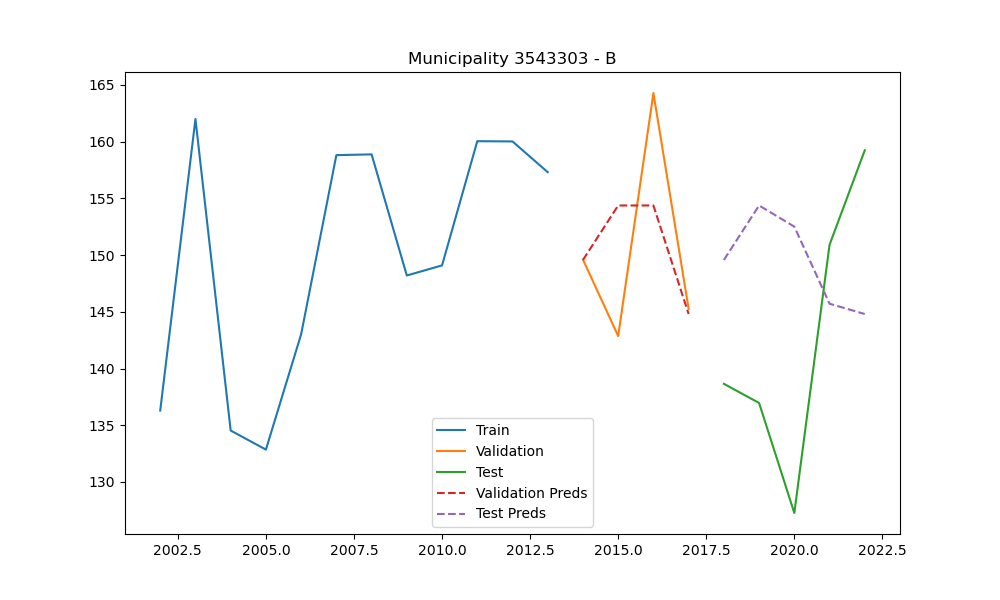 Municipality 3543303 - B
165
160
155
150
145
140
135
130
Train
Validation
Test
Validation Preds
Test Preds
2002.5 2005.0 2007.5 2010.0 2012.5 2015.0 2017.5 2020.0 2022.5